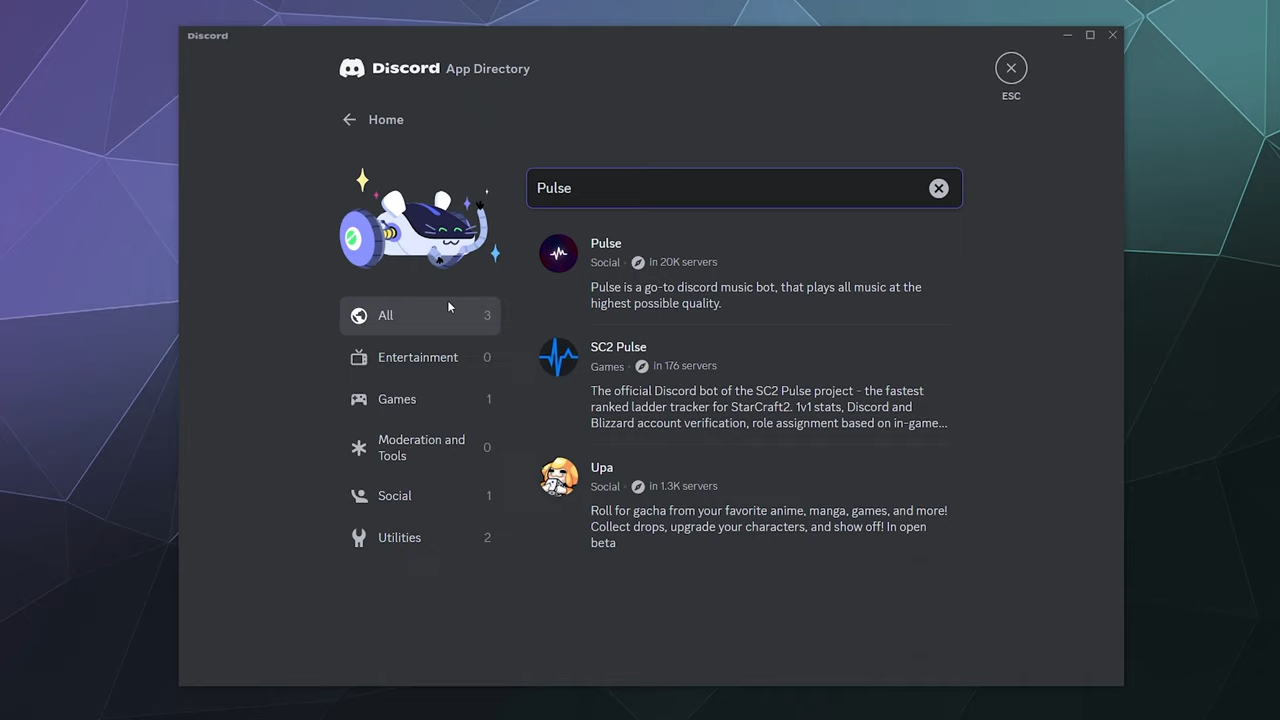 Discord
Discord App Directory
ESC
Home
Pulse
Pulse
Social · in 20K servers
Pulse is a go-to discord music bot, that plays all music at the
highest possible quality.
All 3
SC2 Pulse
Games · in 176 servers
Entertainment 0
The official Discord bot of the SC2 Pulse project - the fastest
ranked ladder tracker for StarCraft2. 1v1 stats, Discord and
Blizzard account verification, role assignment based on in-game...
Games 1
Moderation and
Tools 0
Upa
Social · in 1.3K servers
Roll for gacha from your favorite anime, manga, games, and more!
Collect drops, upgrade your characters, and show off! In open
beta
Social 1
Utilities 2